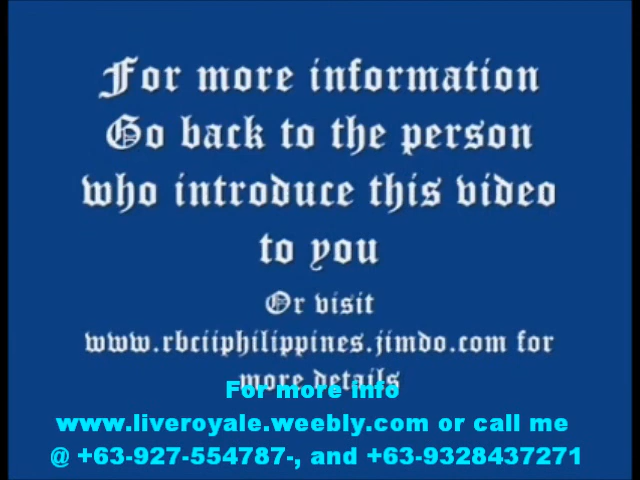 For more information
Go back to the person
who introduce this video
to you
Or visit
www.rbciiphilippines.jimdo.com for
more details
For more info
www.liveroyale.weebly.com or call me
@ +63-927-554787-, and +63-9328437271